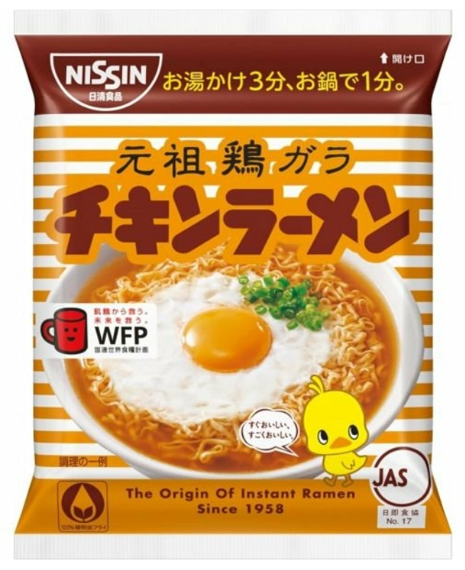 NISSIN
日清食品
開け口
お湯かけ3分、お鍋で1分。
元祖鶏ガラ
チキンラーメン
飢餓から救う。
未来を救う。
WFP
国連世界食糧計画
すぐおいしい、
すごくおいしい。
調理の一例
JAS
日即食協
No. 17
The Origin Of Instant Ramen
Since 1958